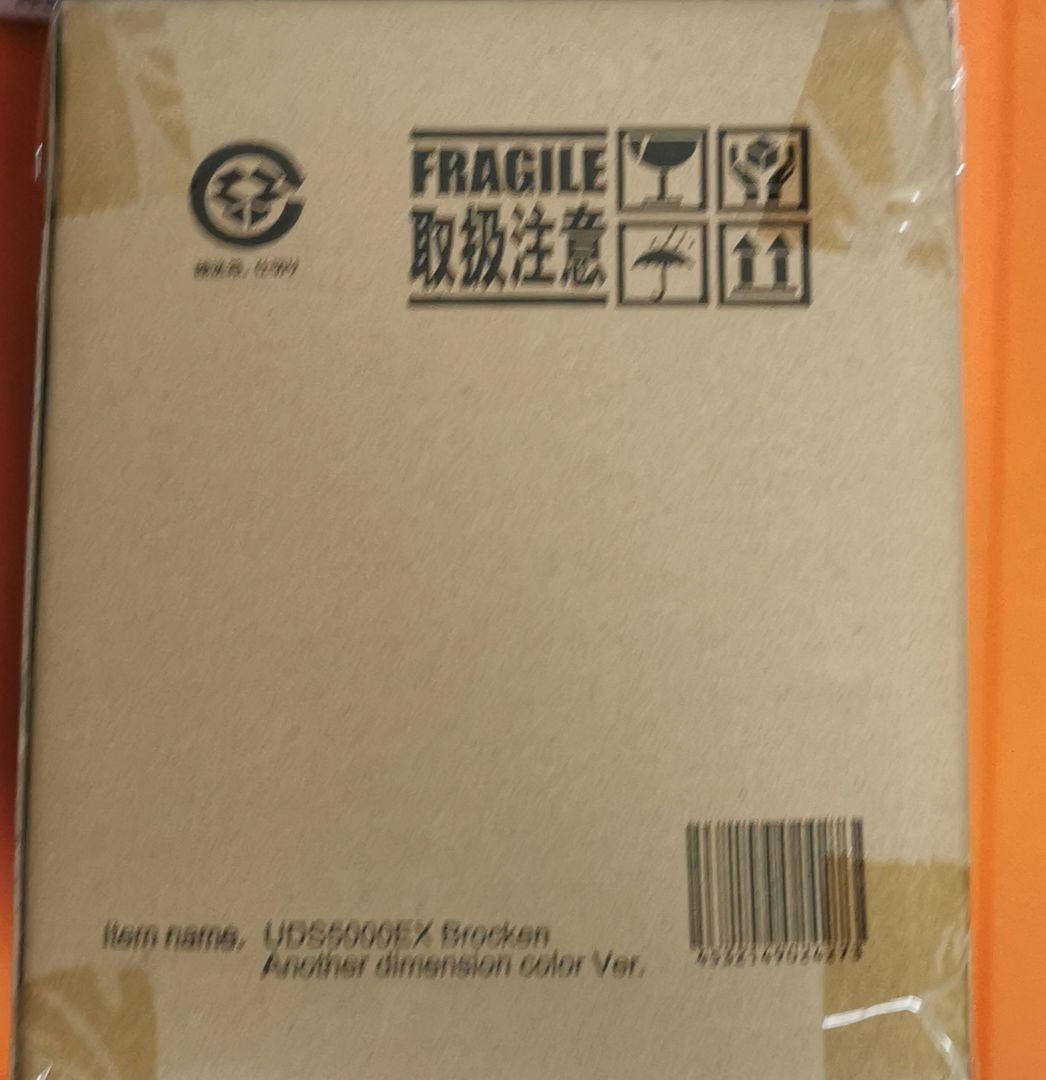 FRAGILE
取扱注意
Item name. UDS5000EX Brocken
Another dimension color Ver.